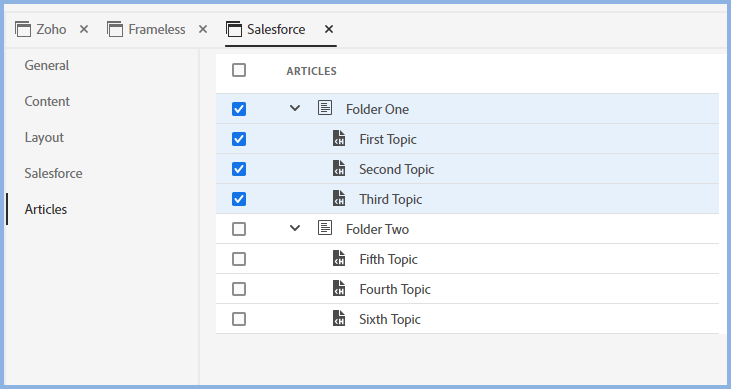 Zoho Frameless Salesforce
General
Content
Layout
Salesforce
Articles
ARTICLES
Folder One
First Topic
Second Topic
Third Topic
Folder Two
Fifth Topic
Fourth Topic
Sixth Topic